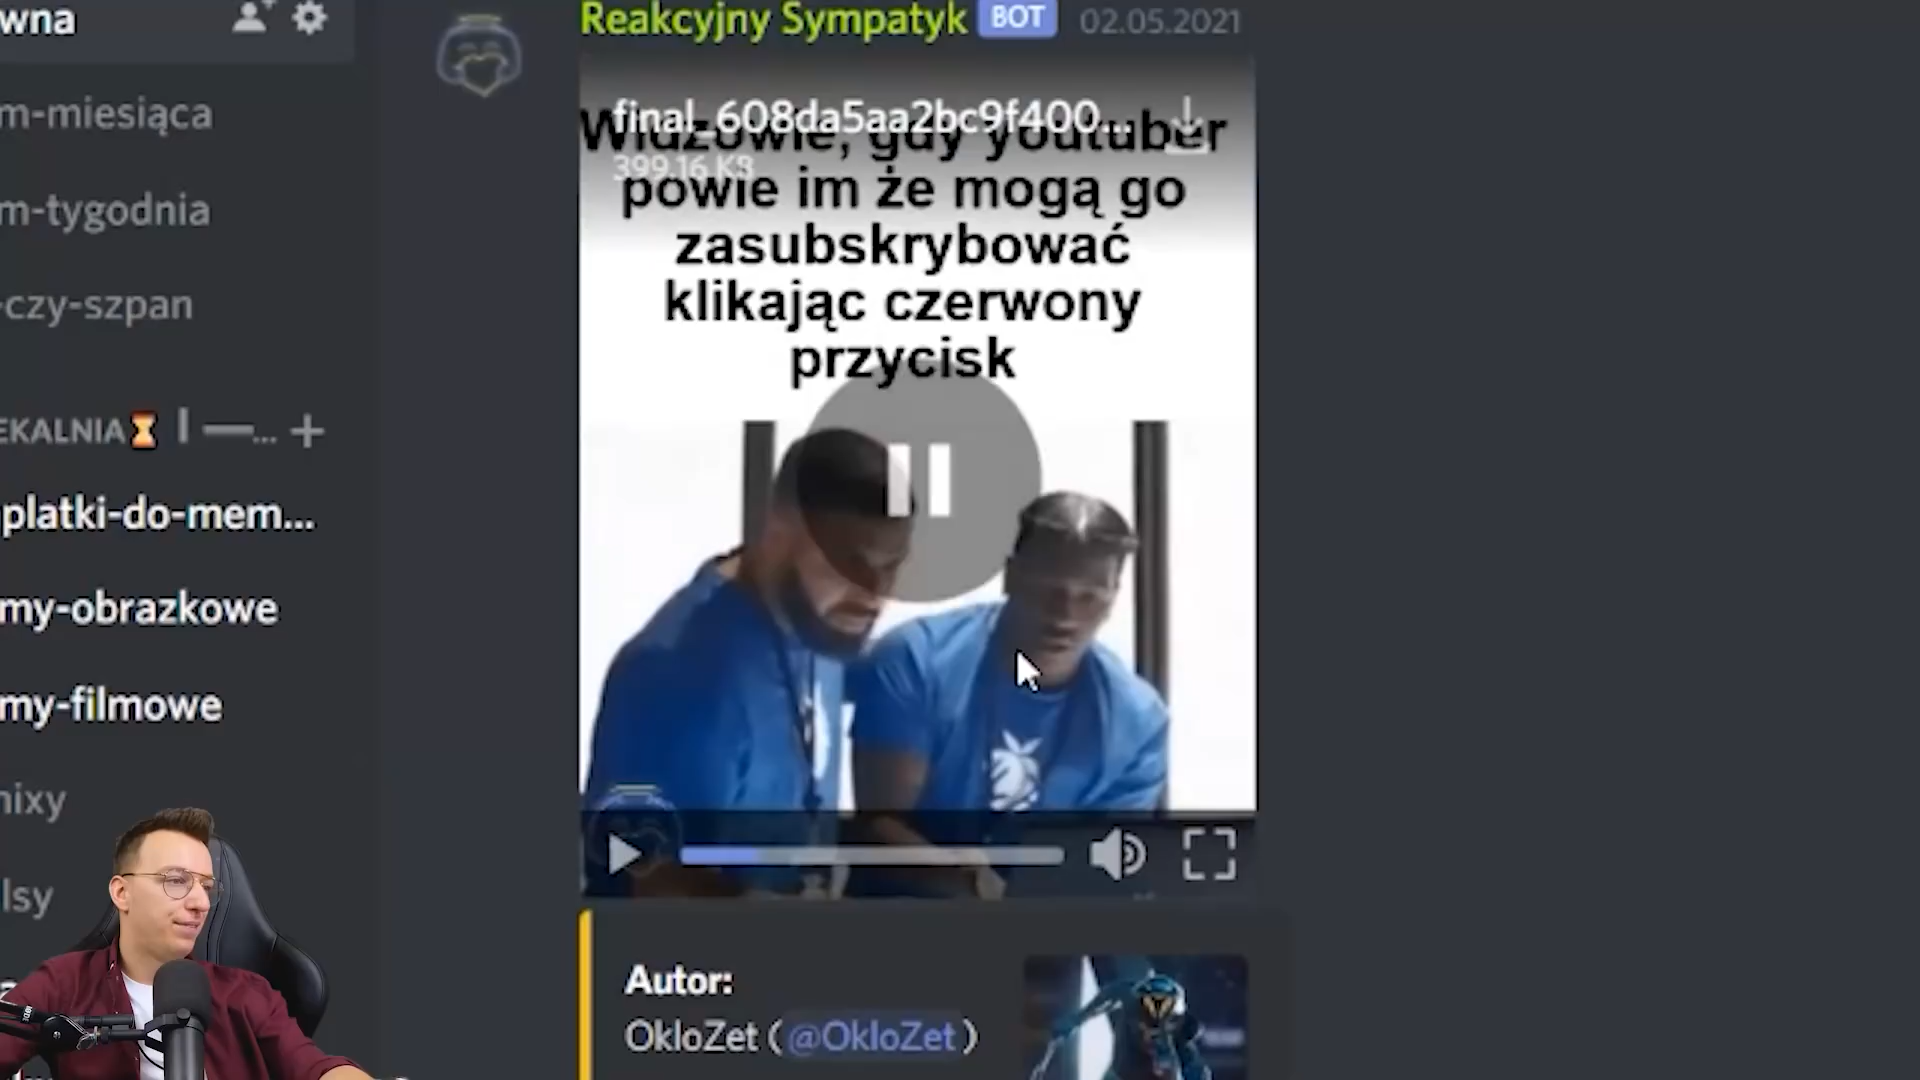 wna
m-miesiąca
m-tygodnia
-czy-szpan
EKALNIA⏳ | —... +
platki-do-mem...
my-obrazkowe
my-filmowe
nixy
lsy
Reakcyjny Sympatyk BOT 02.05.2021
final_608da5aa2bc9f400...
399.16 KB
Widzowie, gdy youtuber
powie im że mogą go
zasubskrybować
klikając czerwony
przycisk
Autor:
OkloZet (@OkloZet)